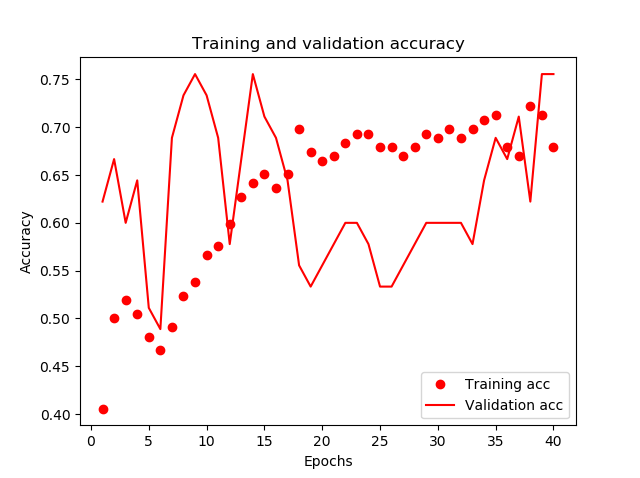 Training and validation accuracy
Accuracy
0.75
0.70
0.65
0.60
0.55
0.50
0.45
0.40
Training acc
Validation acc
0 5 10 15 20 25 30 35 40
Epochs